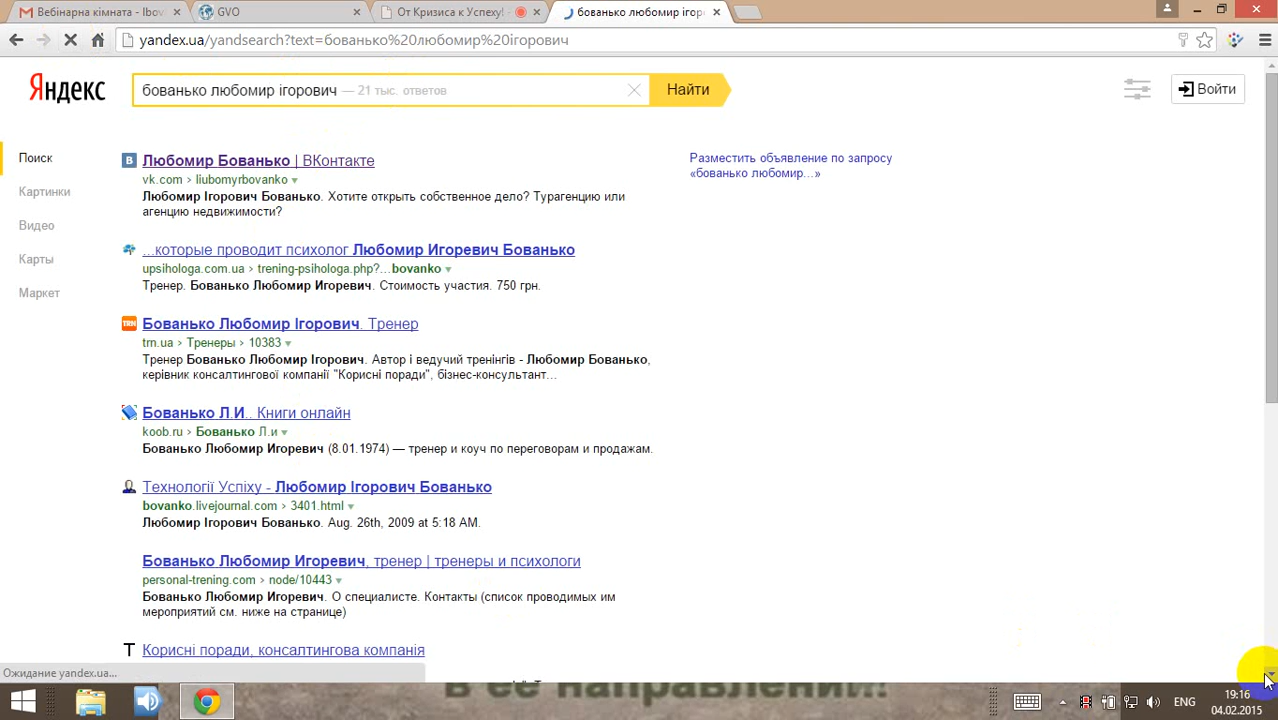 Вебінарна кімната - Ibov
GVO
От Кризиса к Успеху!
бованько любомир ігор
yandex.ua/yandsearch?text=бованько%20любомир%20ігорович
Яндекс
бованько любомир ігорович — 21 тыс. ответов
Найти
Войти
Поиск
Картинки
Видео
Карты
Маркет
В Любомир Бованько | ВКонтакте
vk.com › liubomyrbovanko
Любомир Ігорович Бованько. Хотите открыть собственное дело? Турагенцию или
агенцию недвижимости?
Разместить объявление по запросу
«бованько любомир...»
...которые проводит психолог Любомир Игоревич Бованько
upsihologa.com.ua › trening-psihologa.php?...bovanko
Тренер. Бованько Любомир Игоревич. Стоимость участия. 750 грн.
TRN Бованько Любомир Ігорович. Тренер
trn.ua › Тренеры › 10383
Тренер Бованько Любомир Ігорович. Автор і ведучий тренінгів - Любомир Бованько,
керівник консалтингової компанії "Корисні поради", бізнес-консультант...
Бованько Л.И.. Книги онлайн
koob.ru › Бованько Л.и
Бованько Любомир Игоревич (8.01.1974) — тренер и коуч по переговорам и продажам.
Технології Успіху - Любомир Ігорович Бованько
bovanko.livejournal.com › 3401.html
Любомир Ігорович Бованько. Aug. 26th, 2009 at 5:18 AM.
Бованько Любомир Игоревич, тренер | тренеры и психологи
personal-trening.com › node/10443
Бованько Любомир Игоревич. О специалисте. Контакты (список проводимых им
мероприятий см. ниже на странице)
Т Корисні поради, консалтингова компанія
Ожидание yandex.ua...
ENG
19:16
04.02.2015